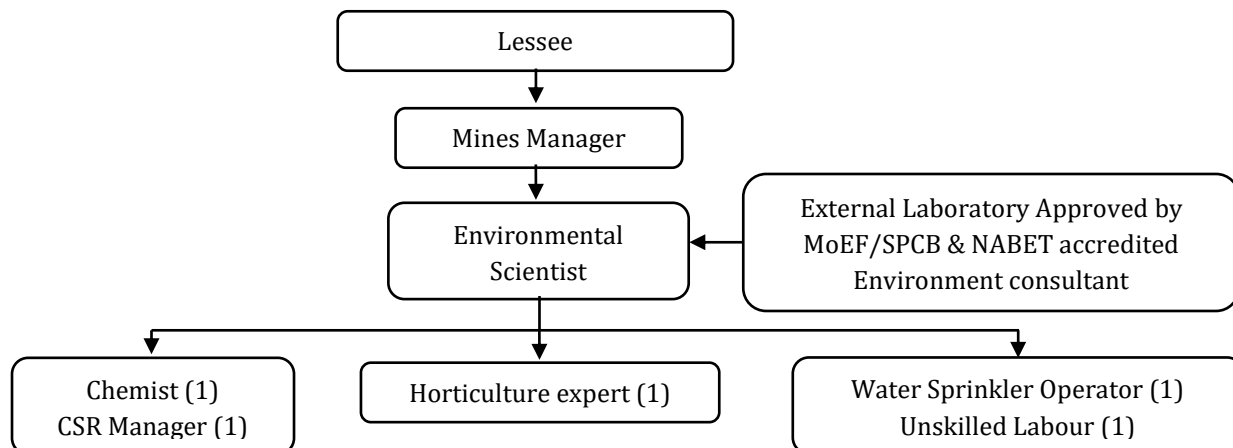 Lessee
Mines Manager
Environmental
Scientist
External Laboratory Approved by
MoEF/SPCB & NABET accredited
Environment consultant
Chemist (1)
CSR Manager (1)
Horticulture expert (1)
Water Sprinkler Operator (1)
Unskilled Labour (1)